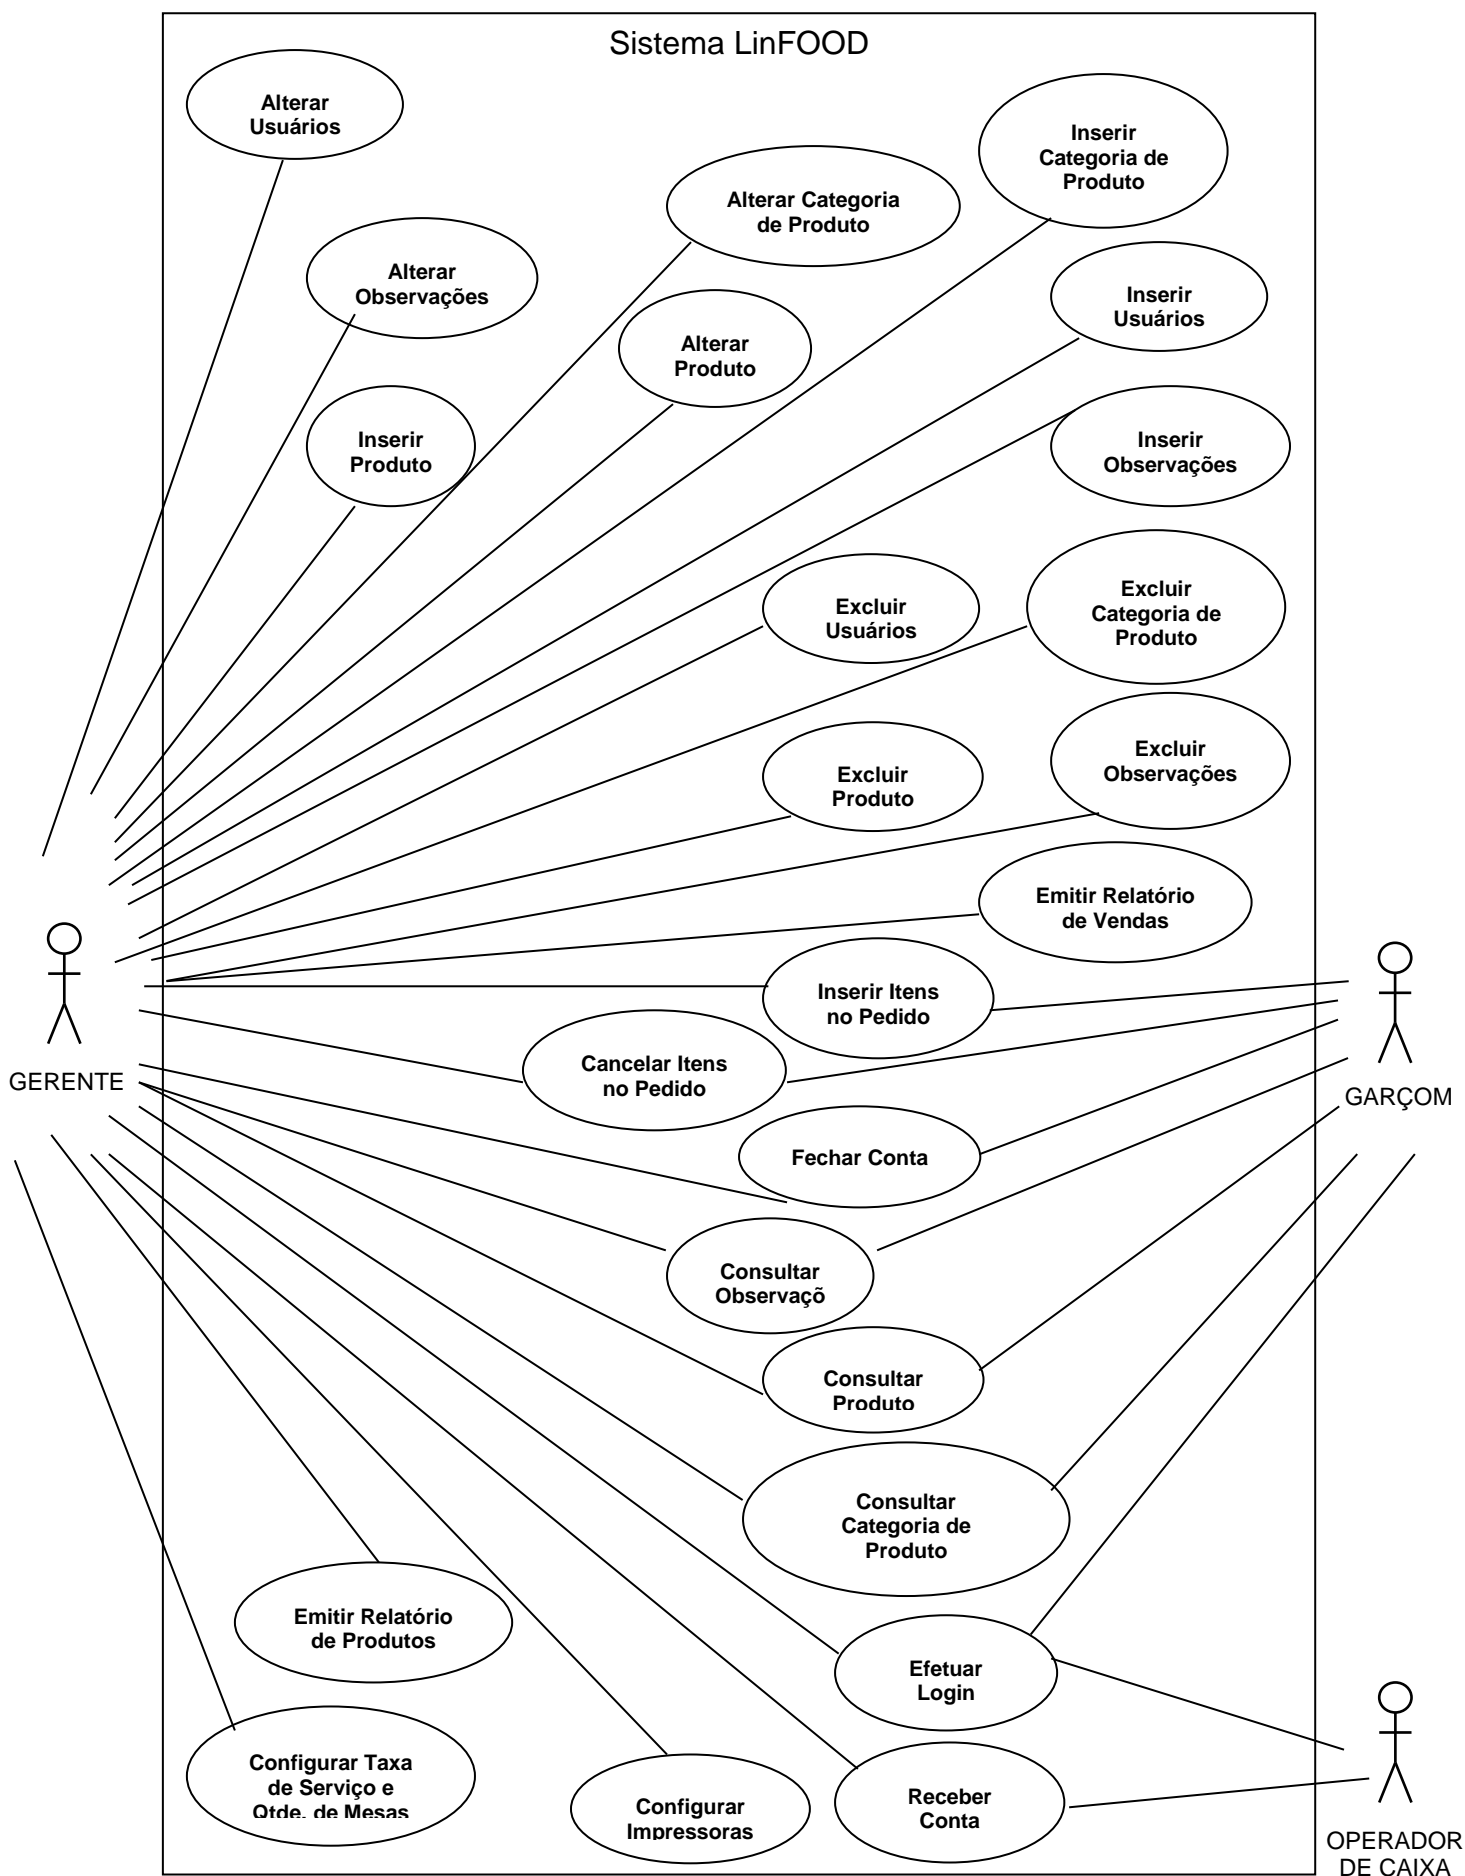 Sistema LinFOOD
Alterar
Usuários
Inserir
Categoria de
Produto
Alterar Categoria
de Produto
Alterar
Observações
Inserir
Usuários
Alterar
Produto
Inserir
Produto
Inserir
Observações
Excluir
Usuários
Excluir
Categoria de
Produto
Excluir
Produto
Excluir
Observações
Emitir Relatório
de Vendas
Inserir Itens
no Pedido
Cancelar Itens
no Pedido
GERENTE
GARÇOM
Fechar Conta
Consultar
Observaçõ
Consultar
Produto
Consultar
Categoria de
Produto
Emitir Relatório
de Produtos
Efetuar
Login
Configurar Taxa
de Serviço e
Qtde. de Mesas
Configurar
Impressoras
Receber
Conta
OPERADOR
DE CAIXA